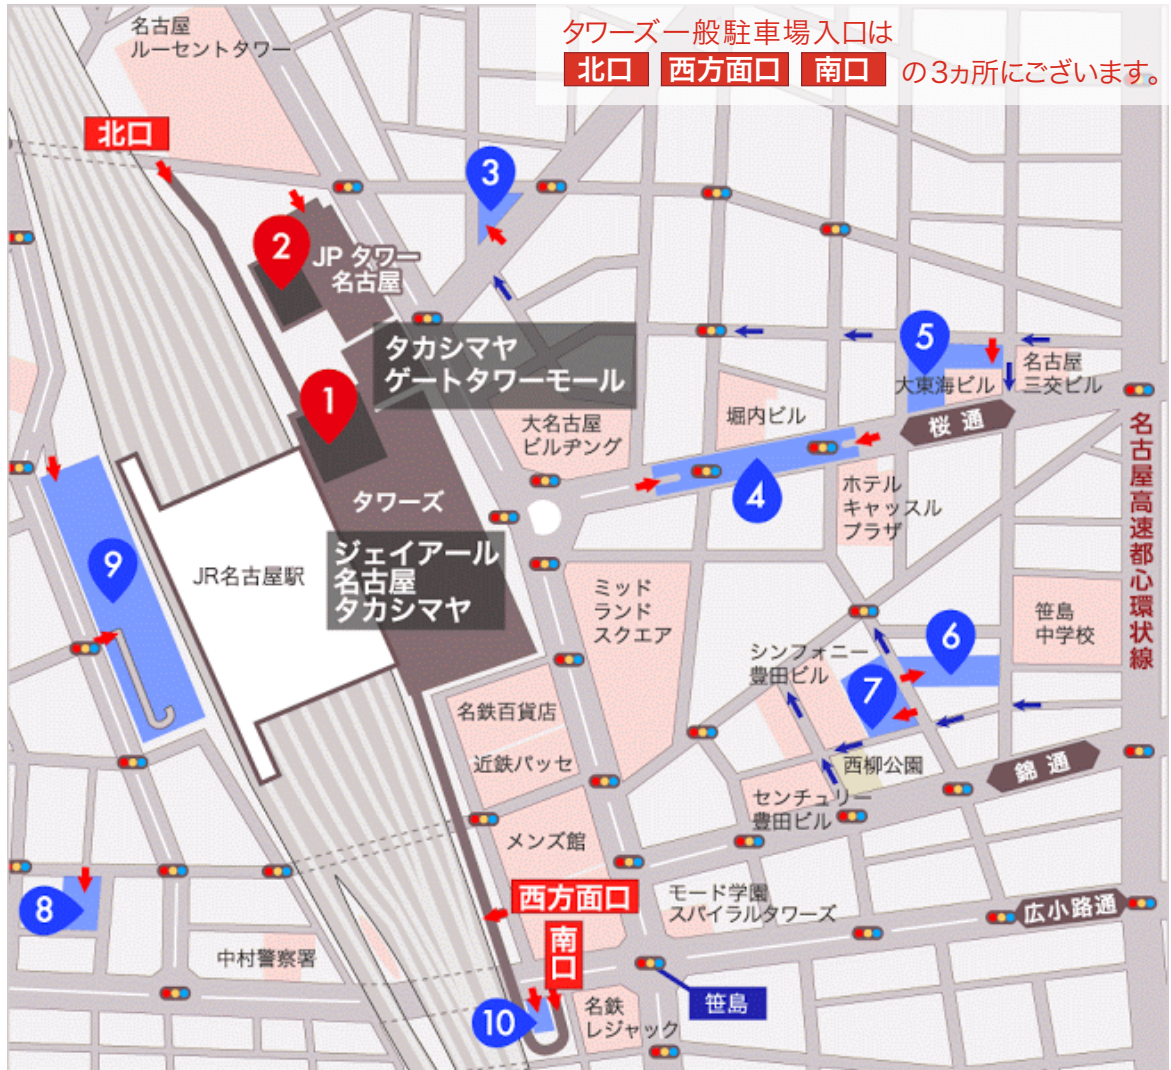 名古屋
ルーセントタワー
タワーズ一般駐車場入口は
北口 西方面口 南口 の3ヵ所にございます。
北口
3
2
JP タワー
名古屋
タカシマヤ
ゲートタワーモール
5
大東海ビル
名古屋
三交ビル
1
大名古屋
ビルヂング
堀内ビル
桜通
名古屋高速都心環状線
4
タワーズ
ホテル
キャッスル
プラザ
ジェイアール
名古屋
タカシマヤ
JR名古屋駅
9
ミッド
ランド
スクエア
笹島
中学校
6
シンフォニー
豊田ビル
7
名鉄百貨店
近鉄パッセ
西柳公園
錦通
センチュリー
豊田ビル
メンズ館
西方面口
モード学園
スパイラルタワーズ
広小路通
8
南口
中村警察署
笹島
10
名鉄
レジャック